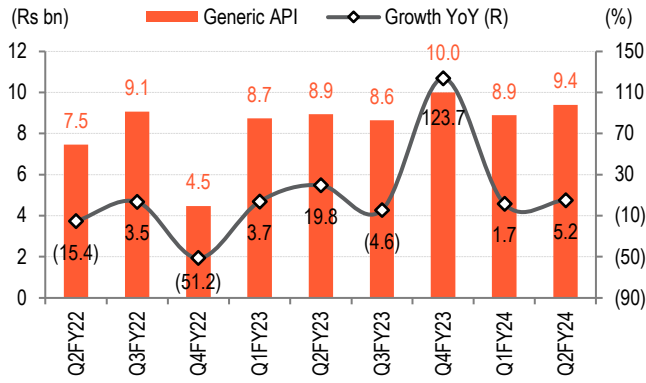 (Rs bn) Generic API Growth YoY (R) (%)
12 150
10 110
8 70
6 30
4 (10)
2 (50)
0 (90)
7.5 9.1 4.5 8.7 8.9 8.6 10.0 8.9 9.4
(15.4) 3.5 (51.2) 3.7 19.8 (4.6) 123.7 1.7 5.2
Q2FY22 Q3FY22 Q4FY22 Q1FY23 Q2FY23 Q3FY23 Q4FY23 Q1FY24 Q2FY24